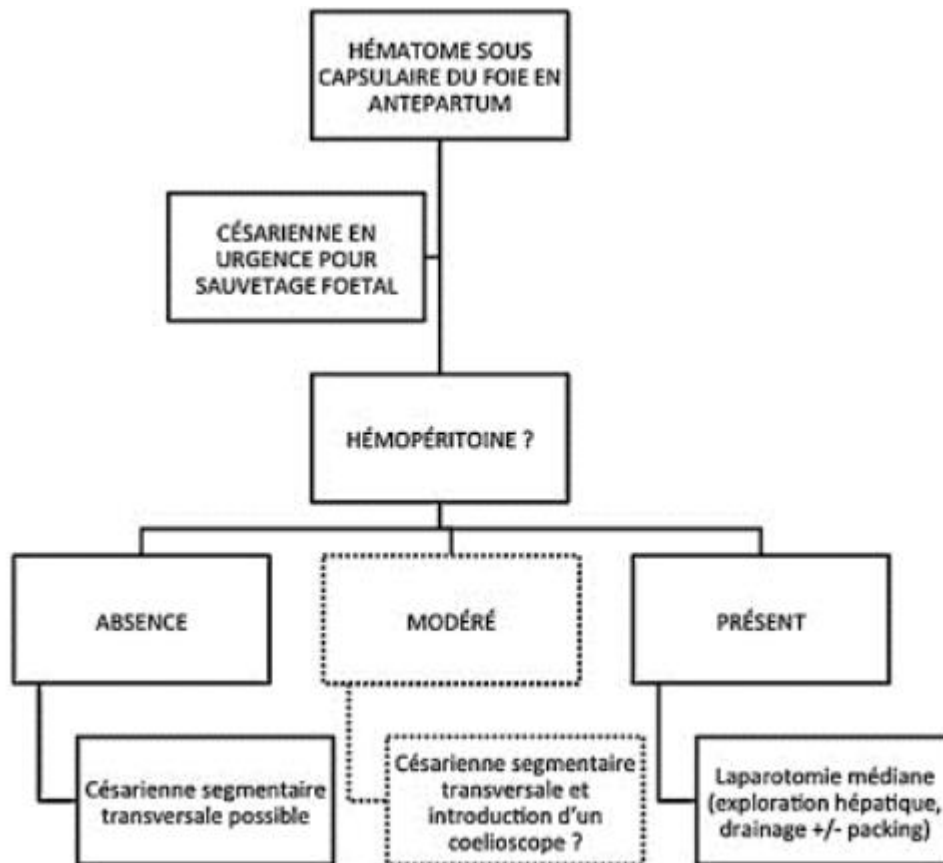 HÉMATOME SOUS
CAPSULAIRE DU FOIE EN
ANTEPARTUM
CÉSARIENNE EN
URGENCE POUR
SAUVETAGE FOETAL
HÉMOPÉRITOINE ?
ABSENCE
MODÉRÉ
PRÉSENT
Césarienne segmentaire
transversale possible
Césarienne segmentaire
transversale et
introduction d'un
coelioscope ?
Laparotomie médiane
(exploration hépatique,
drainage +/- packing)